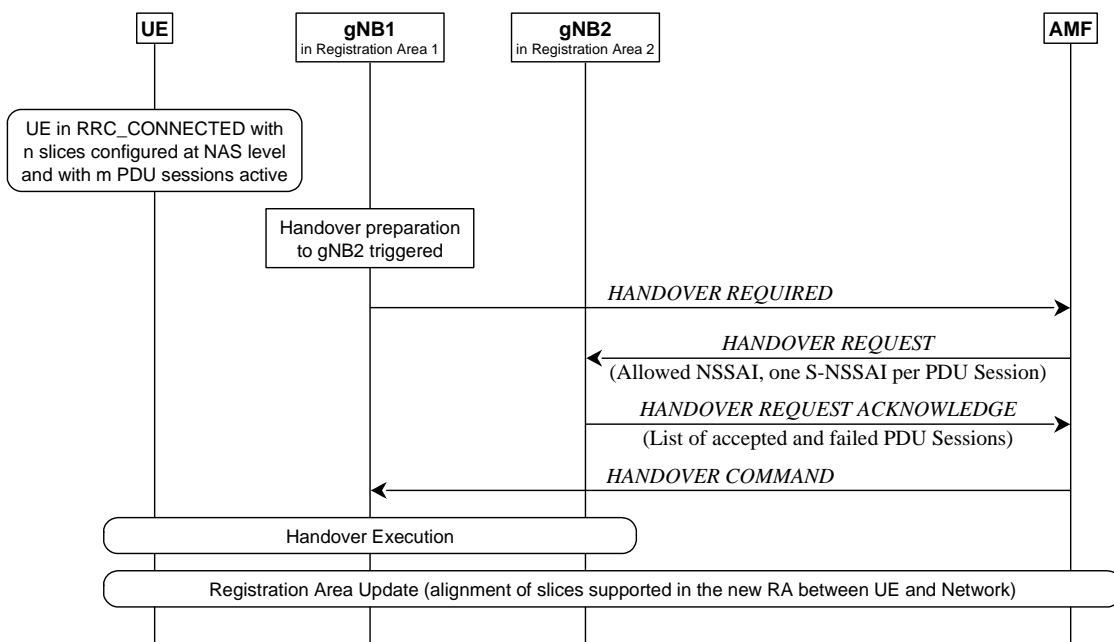 UE
gNB1
in Registration Area 1
gNB2
in Registration Area 2
AMF
UE in RRC_CONNECTED with
n slices configured at NAS level
and with m PDU sessions active
Handover preparation
to gNB2 triggered
HANDOVER REQUIRED
HANDOVER REQUEST
(Allowed NSSAI, one S-NSSAI per PDU Session)
HANDOVER REQUEST ACKNOWLEDGE
(List of accepted and failed PDU Sessions)
HANDOVER COMMAND
Handover Execution
Registration Area Update (alignment of slices supported in the new RA between UE and Network)